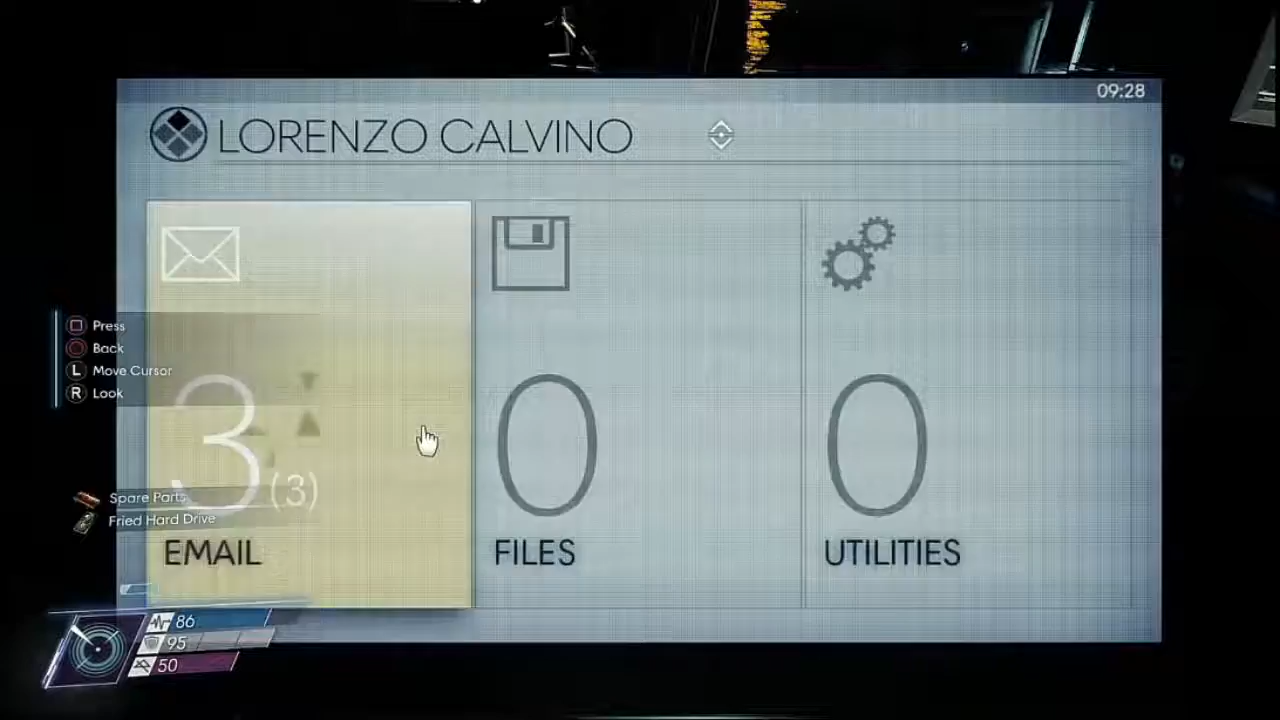 09:28
LORENZO CALVINO
Press
Back
L Move Cursor
R Look
3 (3)
0
0
Spare Parts
Fried Hard Drive
EMAIL
FILES
UTILITIES
86
95
50